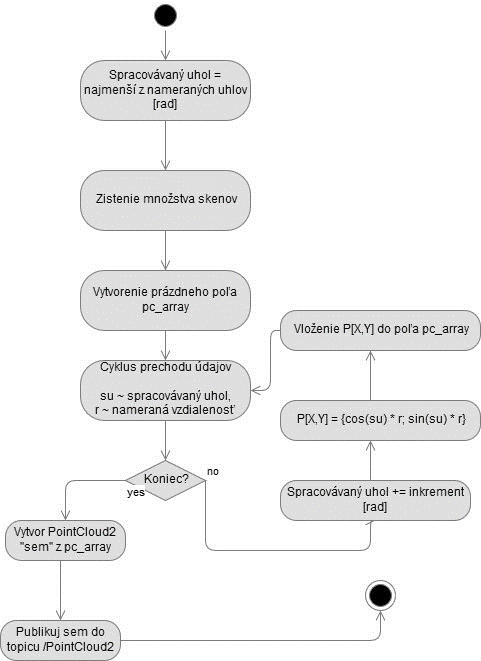 Spracovávaný uhol =
najmenší z nameraných uhlov
[rad]
Zistenie množstva skenov
Vytvorenie prázdneho poľa
pc_array
Cyklus prechodu údajov
su ~ spracovávaný uhol,
r ~ nameraná vzdialenosť
Koniec?
no
yes
Spracovávaný uhol += inkrement
[rad]
P[X,Y] = {cos(su) * r; sin(su) * r}
Vloženie P[X,Y] do poľa pc_array
Vytvor PointCloud2
"sem" z pc_array
Publikuj sem do
topicu /PointCloud2